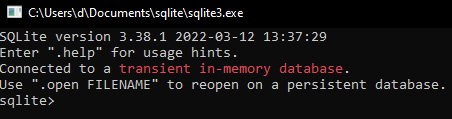 C:\Users\d\Documents\sqlite\sqlite3.exe
SQLite version 3.38.1 2022-03-12 13:37:29
Enter ".help" for usage hints.
Connected to a transient in-memory database.
Use ".open FILENAME" to reopen on a persistent database.
sqlite>